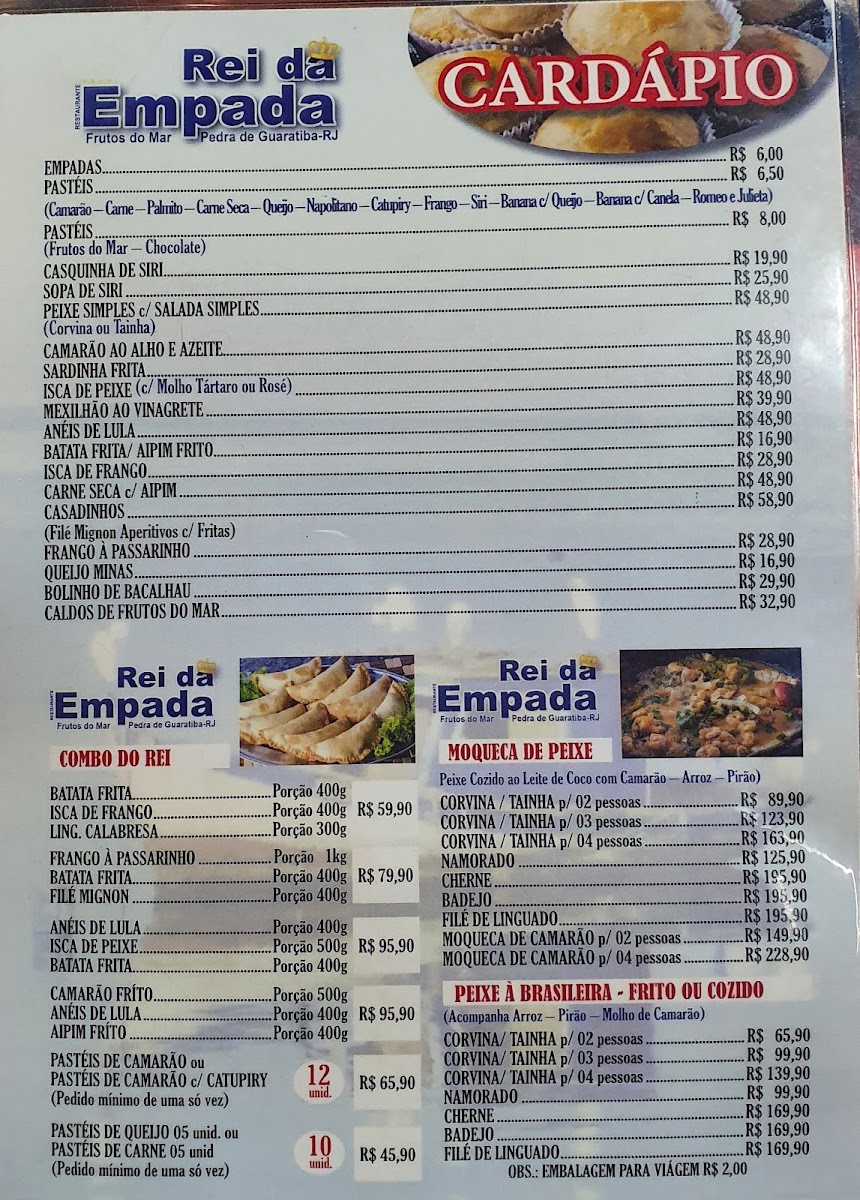 Rei da
RESTAURANTE
Empada
Frutos do Mar Pedra de Guaratiba-RJ
CARDÁPIO
EMPADAS R$ 6,00
PASTÉIS R$ 6,50
(Camarão – Carne – Palmito – Carne Seca – Queijo – Napolitano – Catupiry – Frango – Siri – Banana c/ Queijo – Banana c/ Canela – Romeo e Julieta)
PASTÉIS R$ 8,00
(Frutos do Mar – Chocolate)
CASQUINHA DE SIRI R$ 19,90
SOPA DE SIRI R$ 25,90
PEIXE SIMPLES c/ SALADA SIMPLES R$ 48,90
(Corvina ou Tainha)
CAMARÃO AO ALHO E AZEITE R$ 48,90
SARDINHA FRITA R$ 28,90
ISCA DE PEIXE (c/ Molho Tártaro ou Rosé) R$ 48,90
MEXILHÃO AO VINAGRETE R$ 39,90
ANÉIS DE LULA R$ 48,90
BATATA FRITA/ AIPIM FRITO R$ 16,90
ISCA DE FRANGO R$ 28,90
CARNE SECA c/ AIPIM R$ 48,90
CASADINHOS R$ 58,90
(Filé Mignon Aperitivos c/ Fritas)
FRANGO À PASSARINHO R$ 28,90
QUEIJO MINAS R$ 16,90
BOLINHO DE BACALHAU R$ 29,90
CALDOS DE FRUTOS DO MAR R$ 32,90
Rei da
RESTAURANTE
Empada
Frutos do Mar Pedra de Guaratiba-RJ
COMBO DO REI
BATATA FRITA Porção 400g
ISCA DE FRANGO Porção 400g R$ 59,90
LING. CALABRESA Porção 300g
FRANGO À PASSARINHO Porção 1kg
BATATA FRITA Porção 400g R$ 79,90
FILÉ MIGNON Porção 400g
ANÉIS DE LULA Porção 400g
ISCA DE PEIXE Porção 500g R$ 95,90
BATATA FRITA Porção 400g
CAMARÃO FRÍTO Porção 500g
ANÉIS DE LULA Porção 400g R$ 95,90
AIPIM FRÍTO Porção 400g
PASTÉIS DE CAMARÃO ou
PASTÉIS DE CAMARÃO c/ CATUPIRY 12 unid. R$ 65,90
(Pedido mínimo de uma só vez)
PASTÉIS DE QUEIJO 05 unid. ou
PASTÉIS DE CARNE 05 unid 10 unid. R$ 45,90
(Pedido mínimo de uma só vez)
Rei da
RESTAURANTE
Empada
Frutos do Mar Pedra de Guaratiba-RJ
MOQUECA DE PEIXE
Peixe Cozido ao Leite de Coco com Camarão – Arroz – Pirão)
CORVINA / TAINHA p/ 02 pessoas R$ 89,90
CORVINA / TAINHA p/ 03 pessoas R$ 123,90
CORVINA / TAINHA p/ 04 pessoas R$ 163,90
NAMORADO R$ 125,90
CHERNE R$ 195,90
BADEJO R$ 195,90
FILÉ DE LINGUADO R$ 195,90
MOQUECA DE CAMARÃO p/ 02 pessoas R$ 149,90
MOQUECA DE CAMARÃO p/ 04 pessoas R$ 228,90
PEIXE À BRASILEIRA - FRITO OU COZIDO
(Acompanha Arroz – Pirão – Molho de Camarão)
CORVINA/ TAINHA p/ 02 pessoas R$ 65,90
CORVINA/ TAINHA p/ 03 pessoas R$ 99,90
CORVINA/ TAINHA p/ 04 pessoas R$ 139,90
NAMORADO R$ 99,90
CHERNE R$ 169,90
BADEJO R$ 169,90
FILÉ DE LINGUADO R$ 169,90
OBS.: EMBALAGEM PARA VIÁGEM R$ 2,00